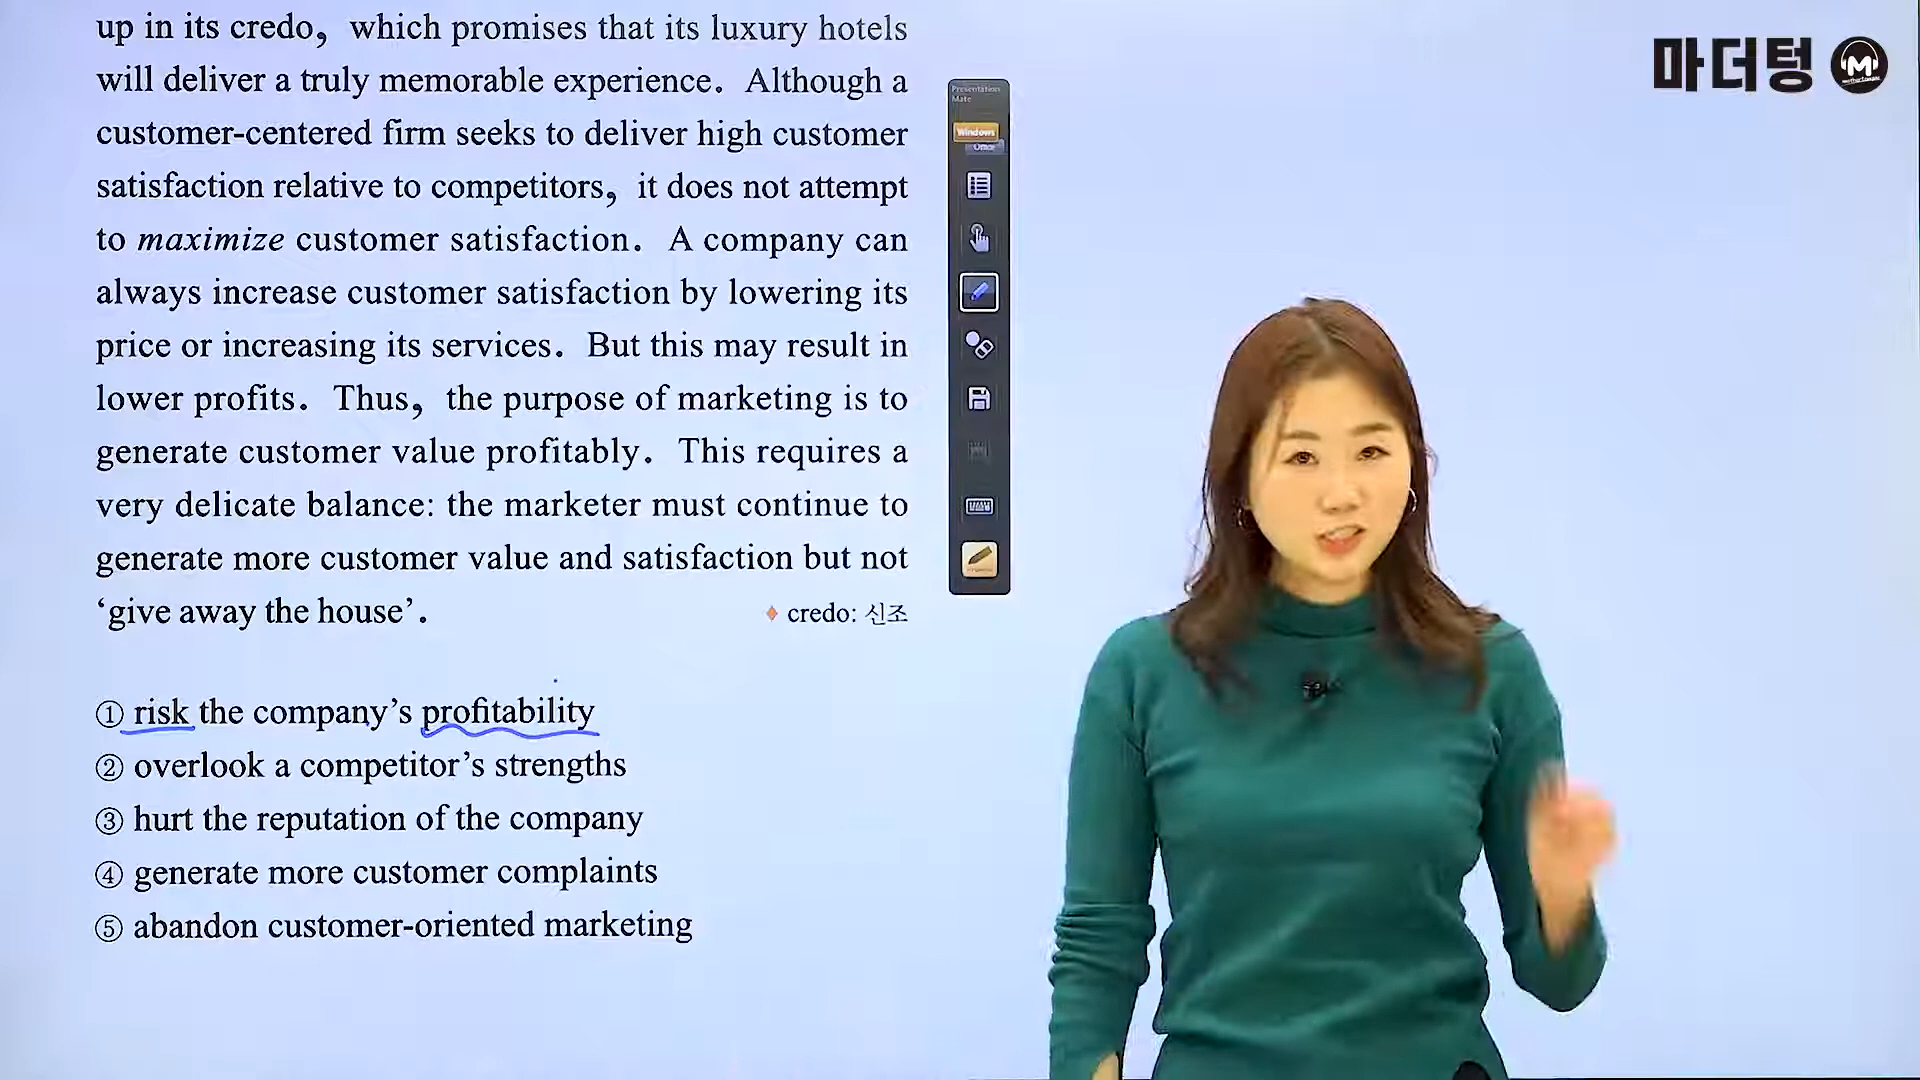 up in its credo, which promises that its luxury hotels
will deliver a truly memorable experience. Although a
customer-centered firm seeks to deliver high customer
satisfaction relative to competitors, it does not attempt
to maximize customer satisfaction. A company can
always increase customer satisfaction by lowering its
price or increasing its services. But this may result in
lower profits. Thus, the purpose of marketing is to
generate customer value profitably. This requires a
very delicate balance: the marketer must continue to
generate more customer value and satisfaction but not
‘give away the house’.
♦ credo: 신조
① risk the company’s profitability
② overlook a competitor’s strengths
③ hurt the reputation of the company
④ generate more customer complaints
⑤ abandon customer-oriented marketing
Presentation
Mate
Windows
Office
마더텅
M